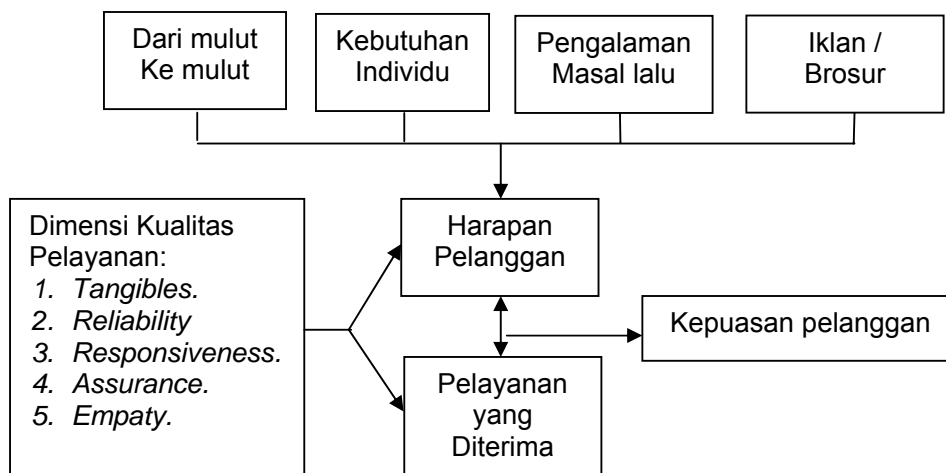 Dari mulut
Ke mulut
Kebutuhan
Individu
Pengalaman
Masal lalu
Iklan /
Brosur
Dimensi Kualitas
Pelayanan:
1. Tangibles.
2. Reliability
3. Responsiveness.
4. Assurance.
5. Empaty.
Harapan
Pelanggan
Kepuasan pelanggan
Pelayanan
yang
Diterima